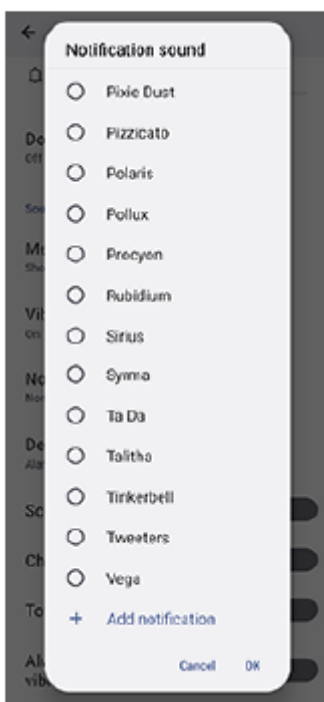 Notification sound
Pixie Dust
Pizzicato
Polaris
Pollux
Procyon
Rubidium
Sirius
Syrma
Ta Da
Talitha
Tinkerbell
Tweeters
Vega
+ Add notification
Cancel OK